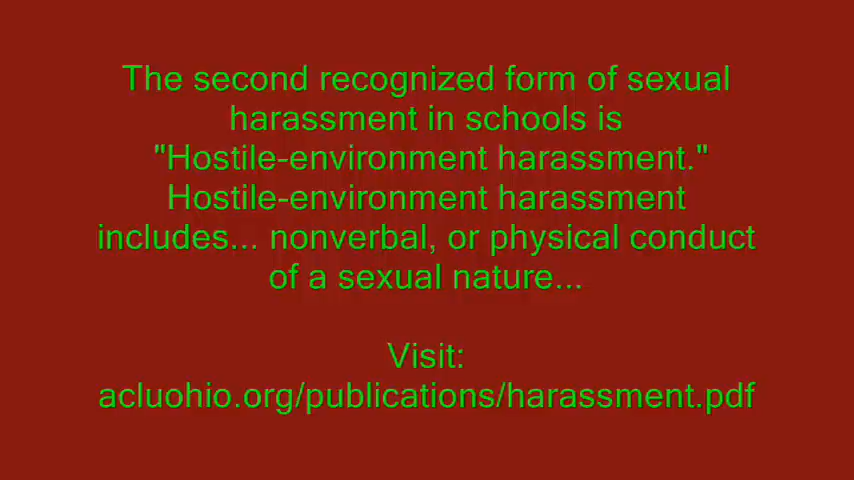 The second recognized form of sexual
harassment in schools is
"Hostile-environment harassment."
Hostile-environment harassment
includes... nonverbal, or physical conduct
of a sexual nature...
Visit:
acluohio.org/publications/harassment.pdf